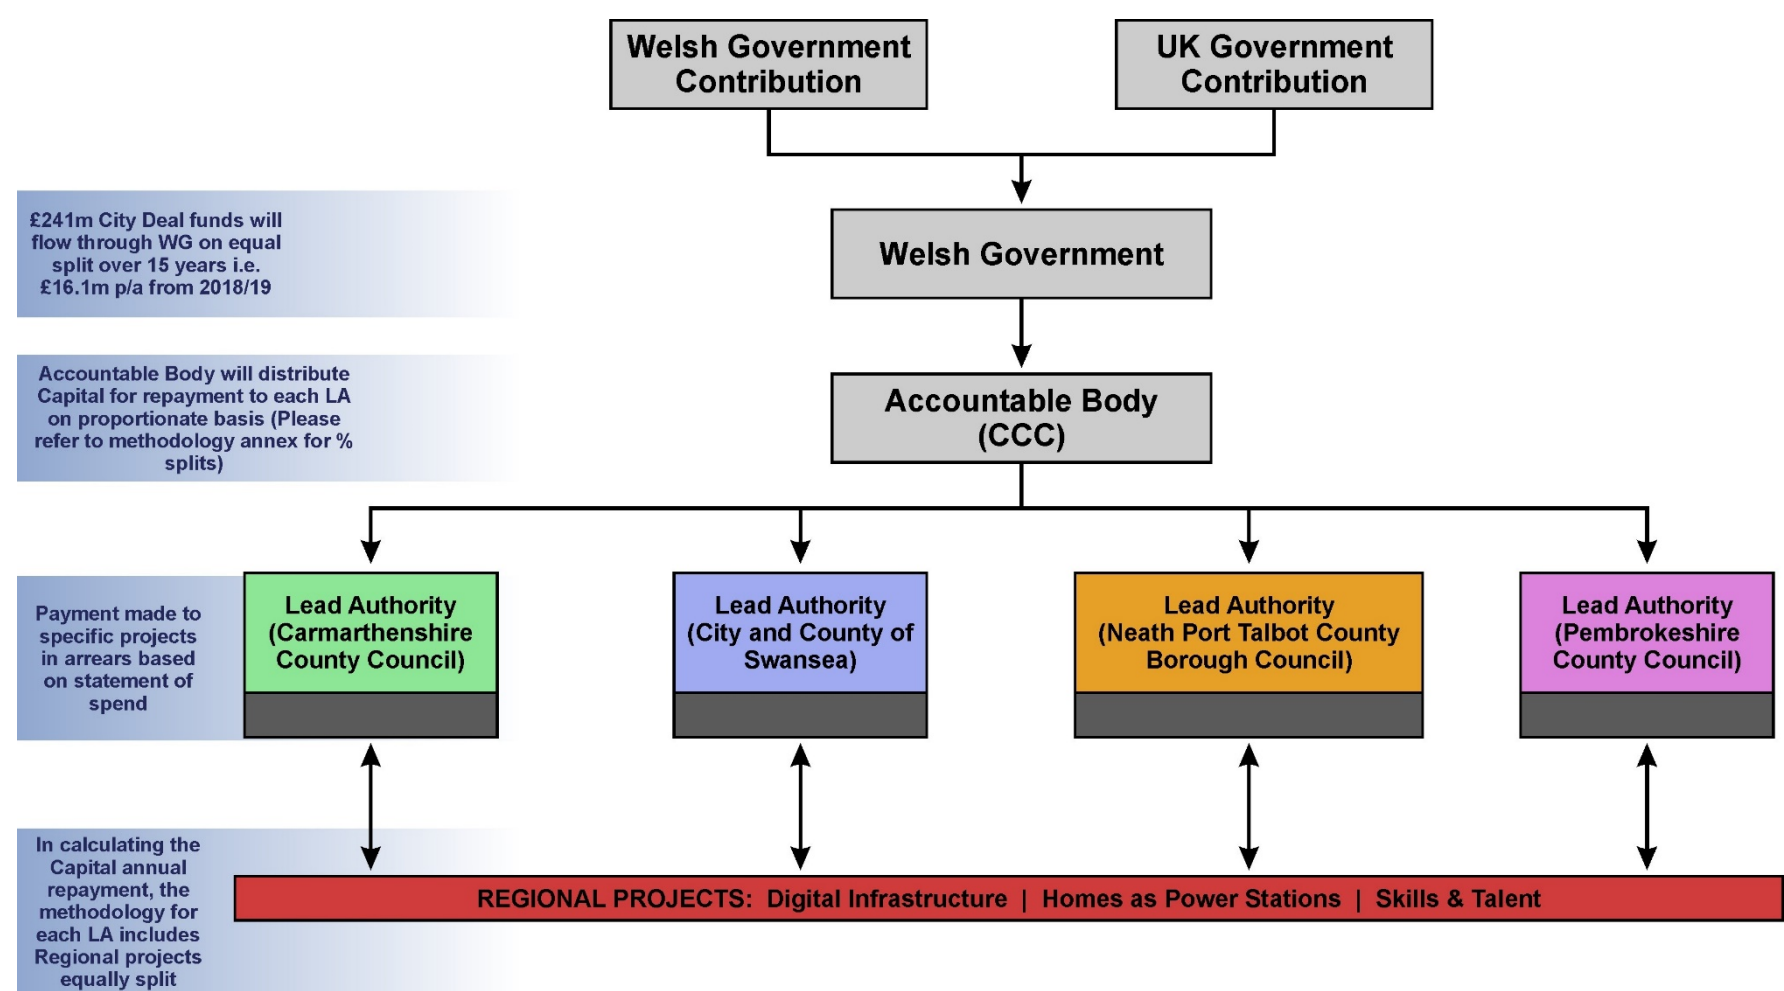 Welsh Government
Contribution
UK Government
Contribution
£241m City Deal funds will
flow through WG on equal
split over 15 years i.e.
£16.1m p/a from 2018/19
Welsh Government
Accountable Body will distribute
Capital for repayment to each LA
on proportionate basis (Please
refer to methodology annex for %
splits)
Accountable Body
(CCC)
Payment made to
specific projects
in arrears based
on statement of
spend
Lead Authority
(Carmarthenshire
County Council)
Lead Authority
(City and County of
Swansea)
Lead Authority
(Neath Port Talbot County
Borough Council)
Lead Authority
(Pembrokeshire
County Council)
In calculating the
Capital annual
repayment, the
methodology for
each LA includes
Regional projects
equally split
REGIONAL PROJECTS:  Digital Infrastructure  |  Homes as Power Stations  |  Skills & Talent